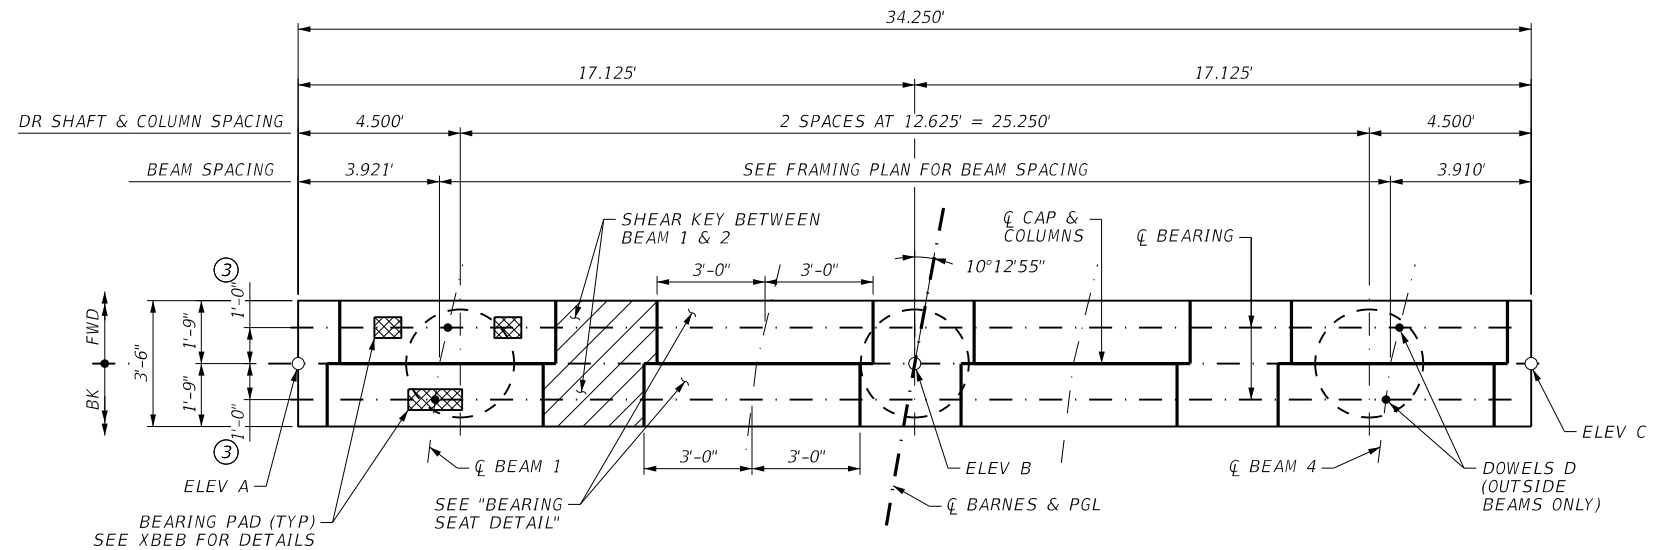 34.250'
17.125'
17.125'
DR SHAFT & COLUMN SPACING
4.500'
2 SPACES AT 12.625' = 25.250'
4.500'
BEAM SPACING
3.921'
SEE FRAMING PLAN FOR BEAM SPACING
3.910'
SHEAR KEY BETWEEN
BEAM 1 & 2
℄ CAP &
COLUMNS
℄ BEARING
10°12'55"
3'-0"
3'-0"
3
1'-0"
FWD
1'-9"
3'-6"
BK
1'-9"
1'-0"
3
ELEV A
℄ BEAM 1
3'-0"
3'-0"
ELEV B
℄ BEAM 4
ELEV C
DOWELS D
(OUTSIDE
BEAMS ONLY)
SEE "BEARING
SEAT DETAIL"
℄ BARNES & PGL
BEARING PAD (TYP)
SEE XBEB FOR DETAILS